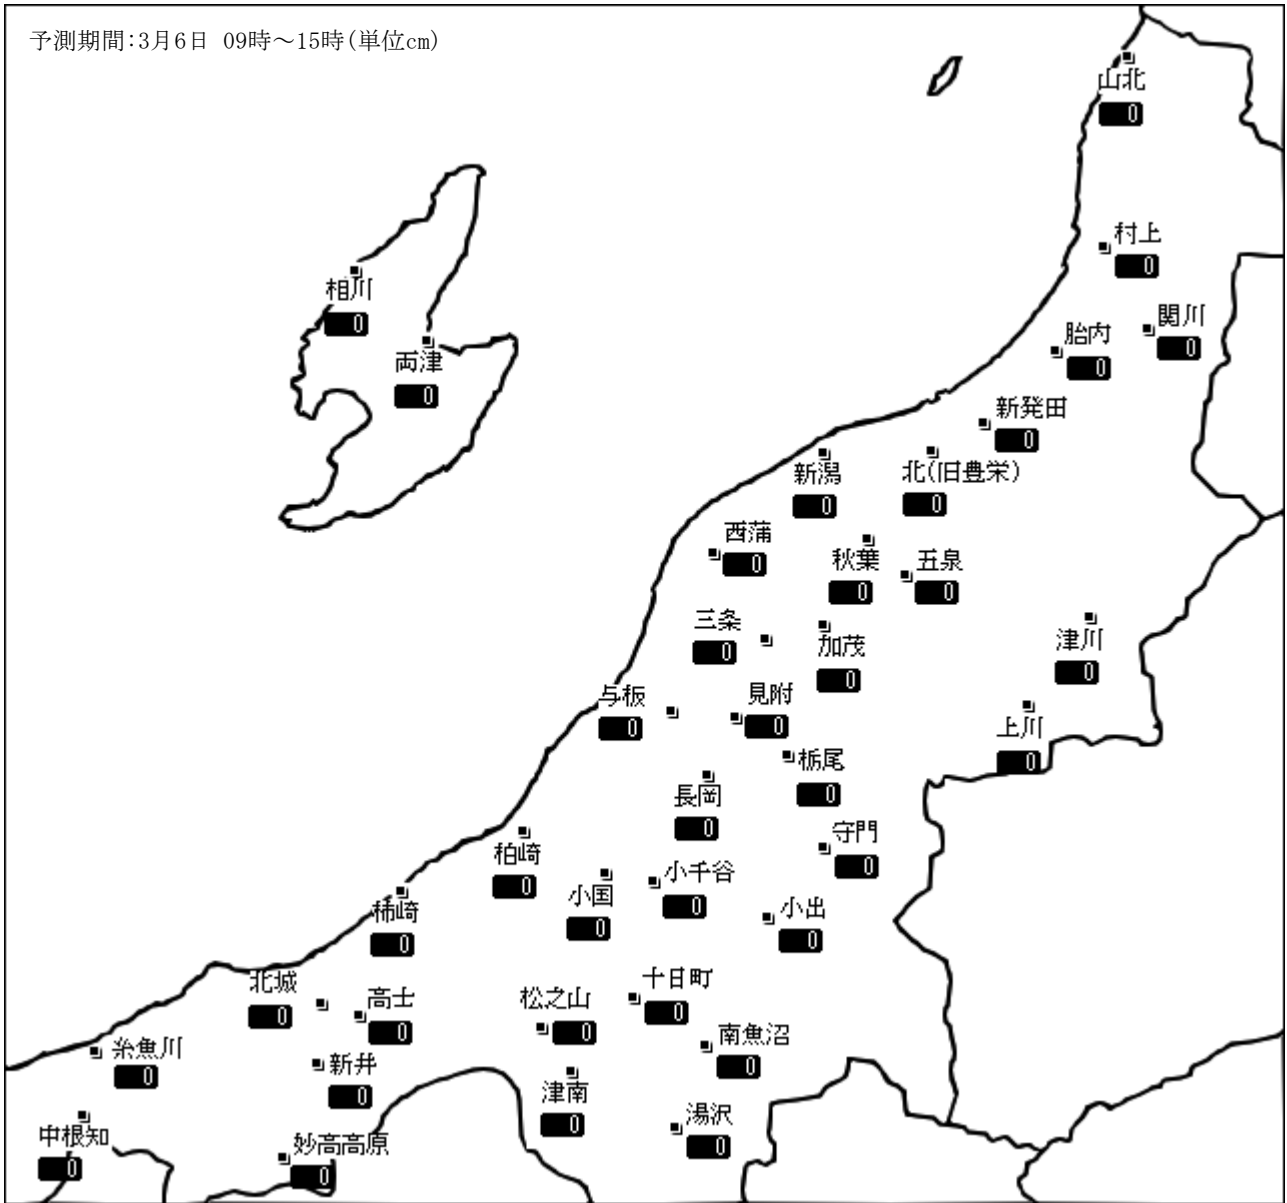 予測期間:3月6日 09時～15時(単位cm)
山北
0
村上
0
相川
0
関川
0
胎内
0
両津
0
新発田
0
新潟
0
北(旧豊栄)
0
西蒲
0
秋葉
0
五泉
0
三条
0
加茂
0
津川
0
与板
0
見附
0
上川
0
栃尾
0
長岡
0
守門
0
柏崎
0
小国
0
小千谷
0
小出
0
柿崎
0
北城
0
高士
0
松之山
0
十日町
0
南魚沼
0
糸魚川
0
新井
0
津南
0
湯沢
0
中根知
0
妙高高原
0